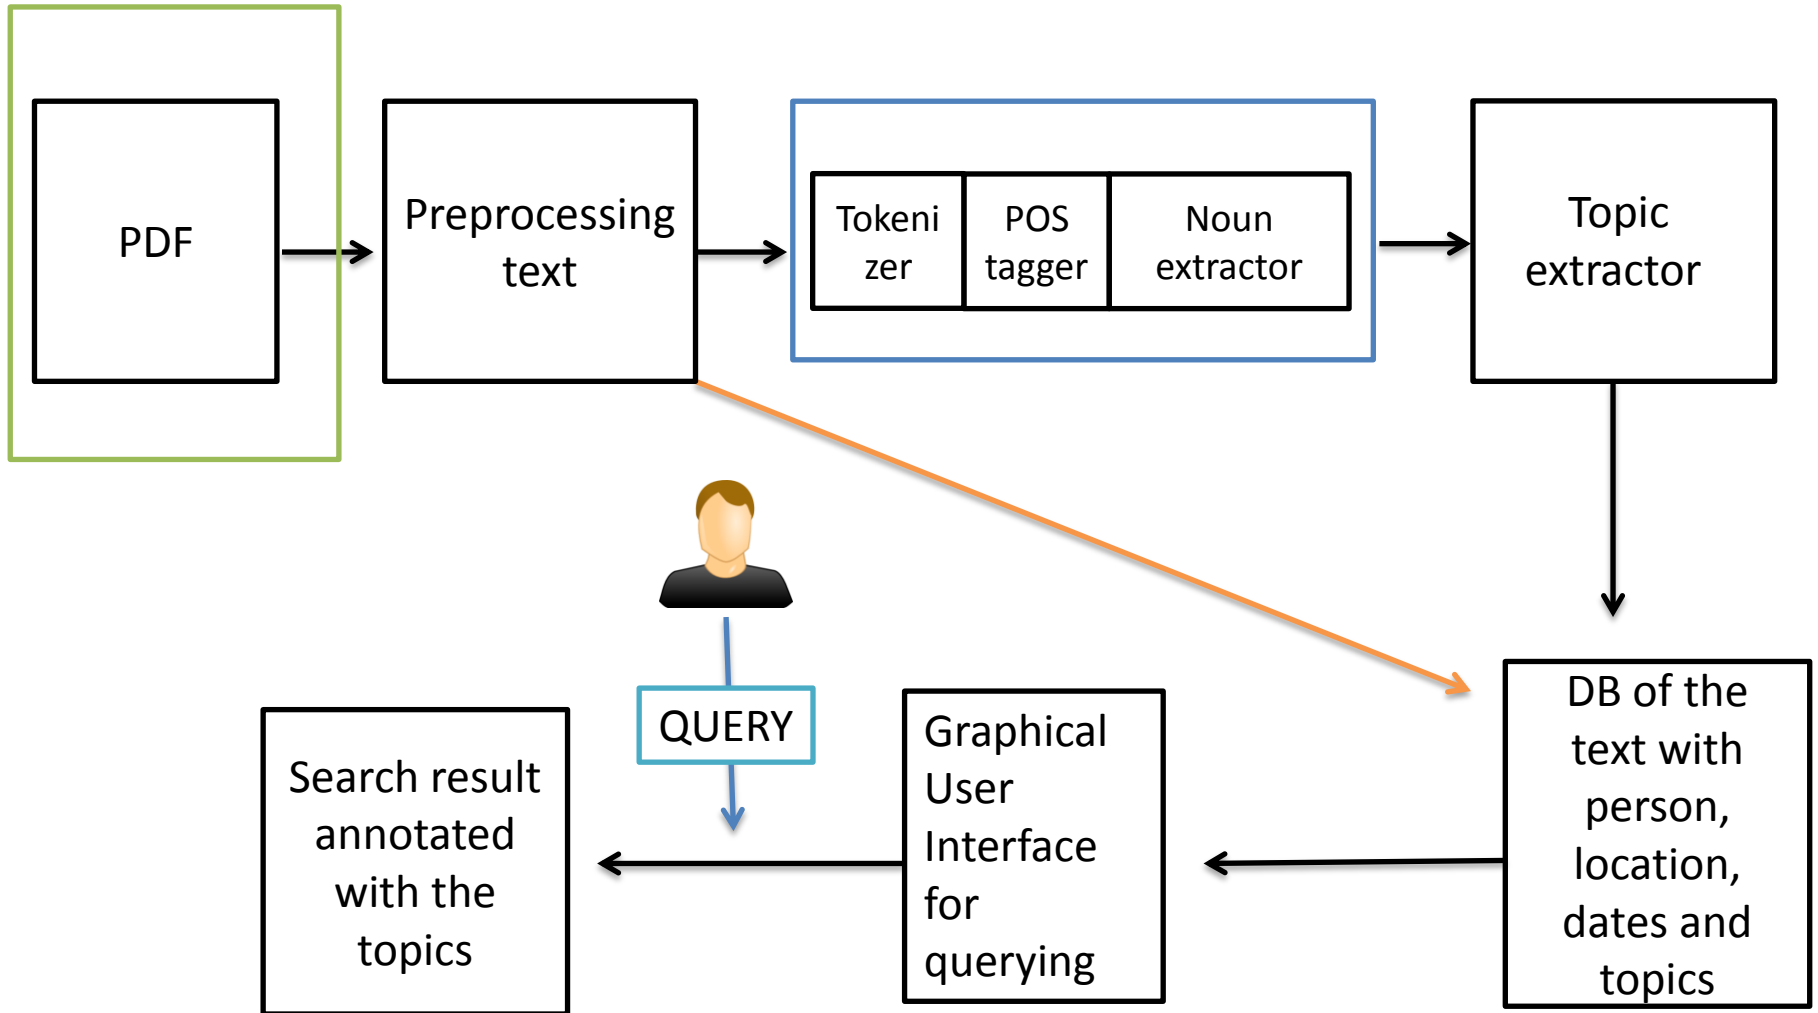 PDF
Preprocessing
text
Tokeni
zer
POS
tagger
Noun
extractor
Topic
extractor
QUERY
Search result
annotated
with the
topics
Graphical
User
Interface
for
querying
DB of the
text with
person,
location,
dates and
topics